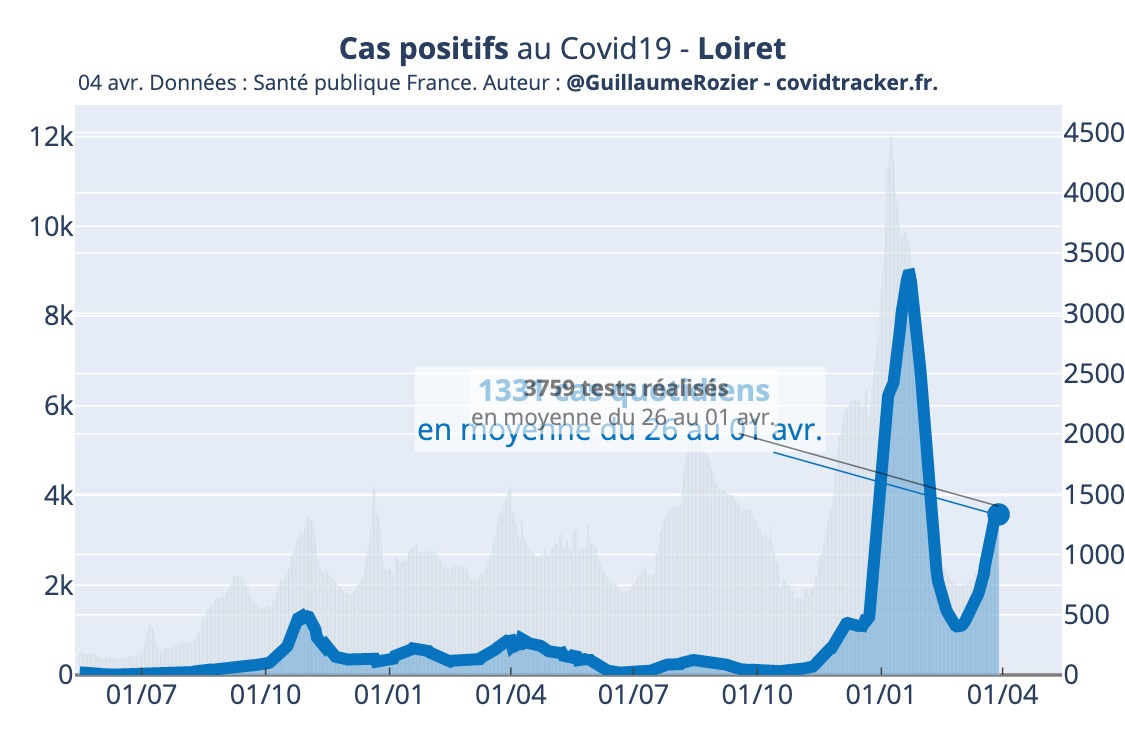 Cas positifs au Covid19 - Loiret
04 avr. Données : Santé publique France. Auteur : @GuillaumeRozier - covidtracker.fr.
12k
10k
8k
6k
4k
2k
0
4500
4000
3500
3000
2500
2000
1500
1000
500
0
1331 cas quotidiens
en moyenne du 26 au 01 avr.
3759 tests réalisés
en moyenne du 26 au 01 avr.
01/07
01/10
01/01
01/04
01/07
01/10
01/01
01/04